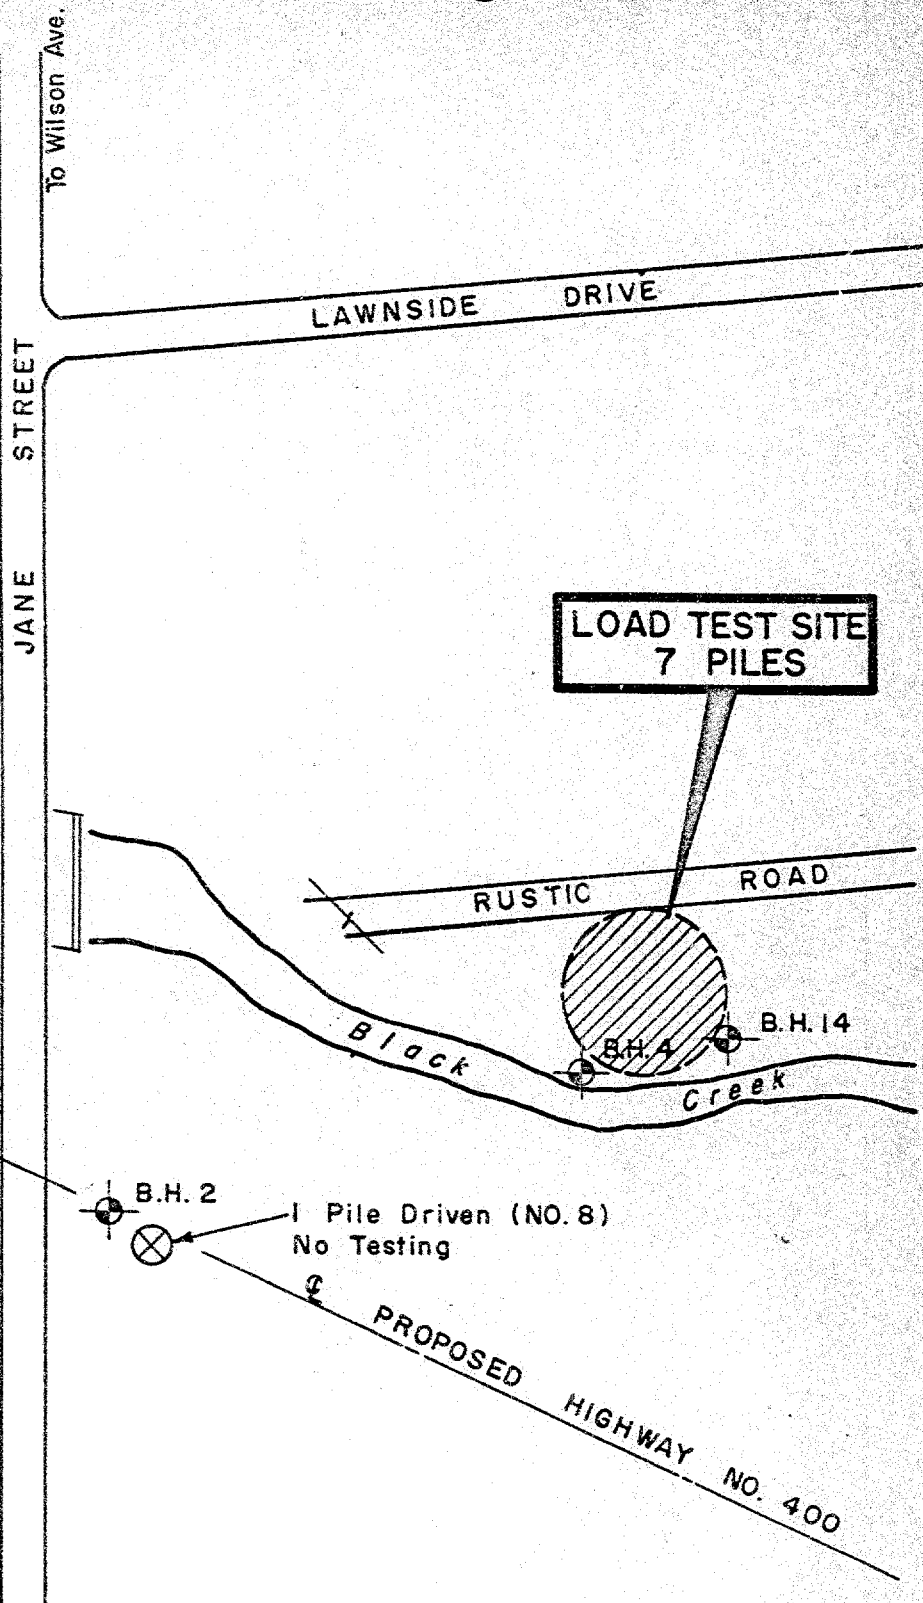 To Wilson Ave.
LAWNSIDE DRIVE
JANE STREET
LOAD TEST SITE
7 PILES
RUSTIC ROAD
B.H. 14
B.H. 4
Black Creek
B.H. 2
1 Pile Driven (NO. 8)
No Testing
℄ PROPOSED HIGHWAY NO. 400